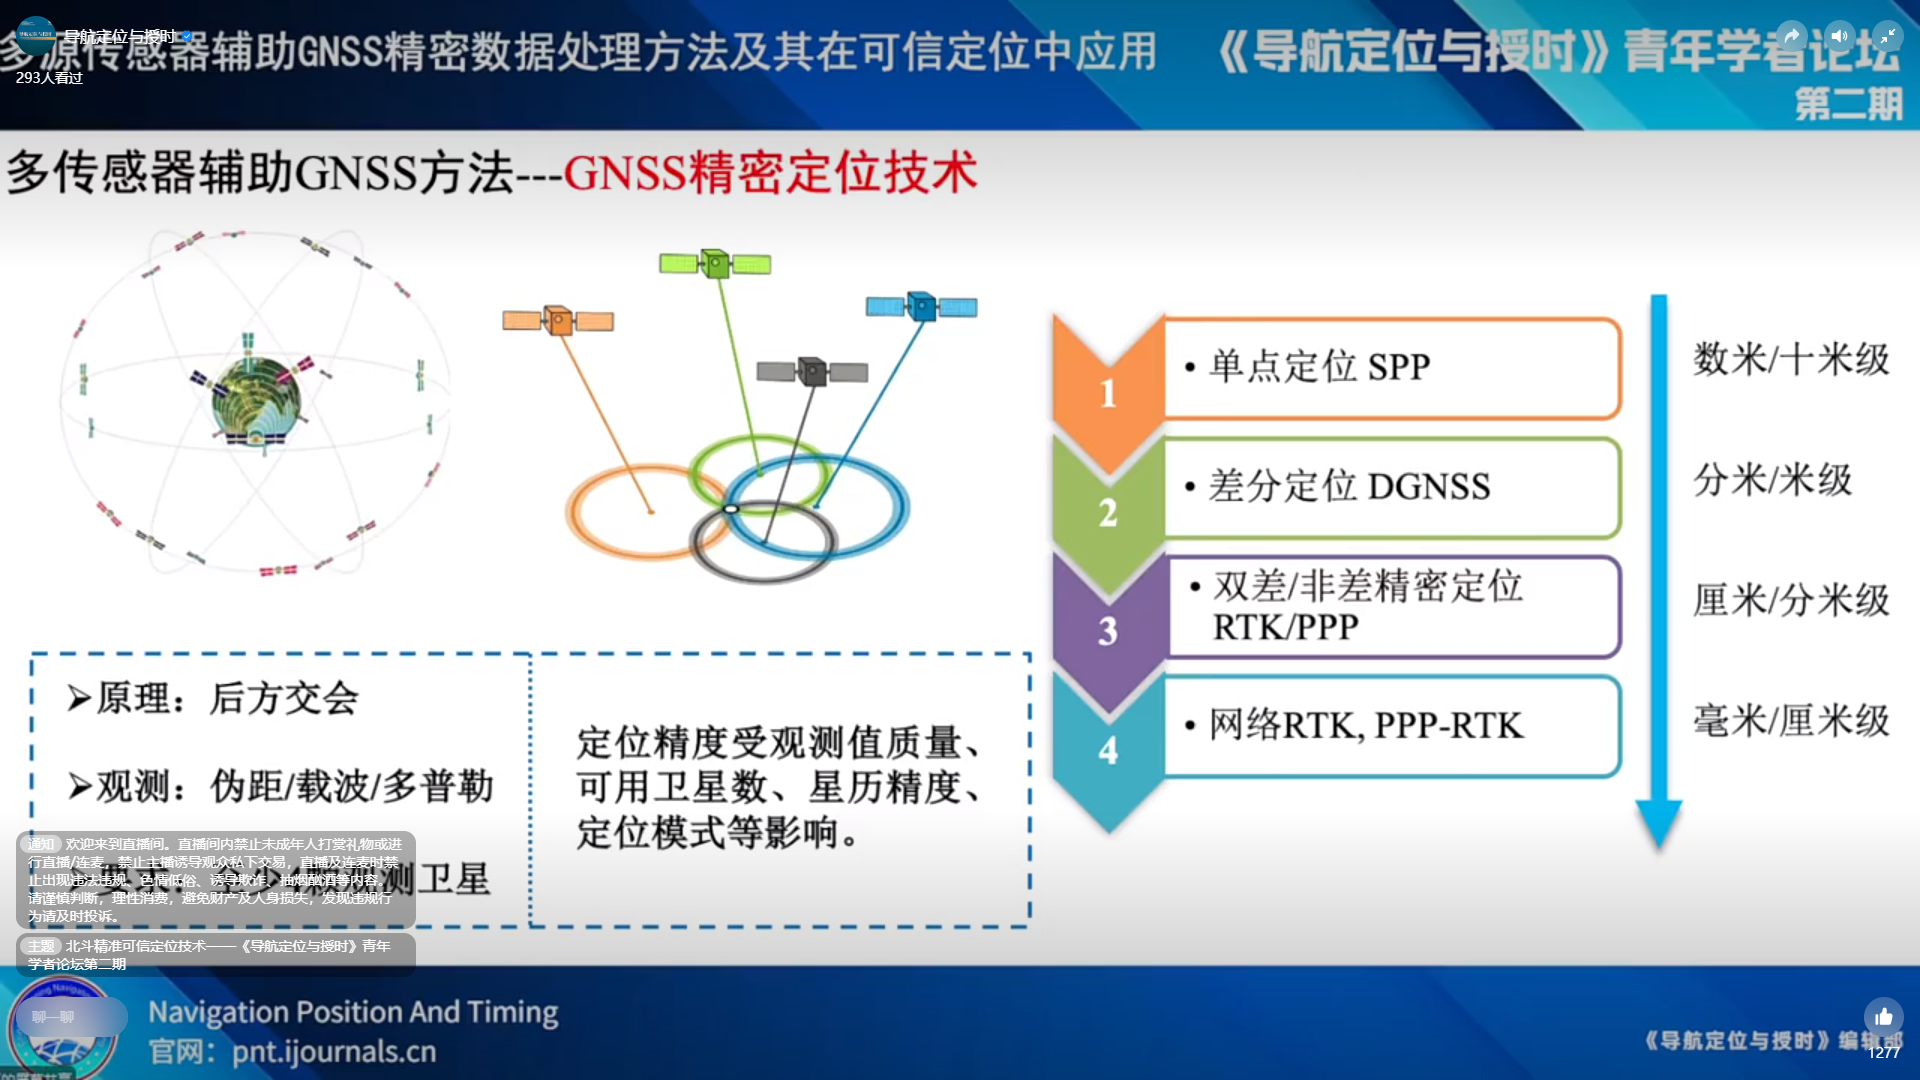 导航定位与授时
多源传感器辅助GNSS精密数据处理方法及其在可信定位中应用
293人看过
《导航定位与授时》青年学者论坛
第二期
多传感器辅助GNSS方法---GNSS精密定位技术
1
• 单点定位 SPP
数米/十米级
2
• 差分定位 DGNSS
分米/米级
3
• 双差/非差精密定位
RTK/PPP
厘米/分米级
4
• 网络RTK, PPP-RTK
毫米/厘米级
➢原理：后方交会
➢观测：伪距/载波/多普勒
测卫星
定位精度受观测值质量、
可用卫星数、星历精度、
定位模式等影响。
通知 欢迎来到直播间。直播间内禁止未成年人打赏礼物或进
行直播/连麦，禁止主播诱导观众私下交易，直播及连麦时禁
止出现违法违规、色情低俗、诱导欺诈、抽烟酗酒等内容。
请谨慎判断，理性消费，避免财产及人身损失，发现违规行
为请及时投诉。
主题 北斗精准可信定位技术——《导航定位与授时》青年
学者论坛第二期
聊一聊
Navigation Position And Timing
官网：pnt.ijournals.cn
《导航定位与授时》编辑部
1277